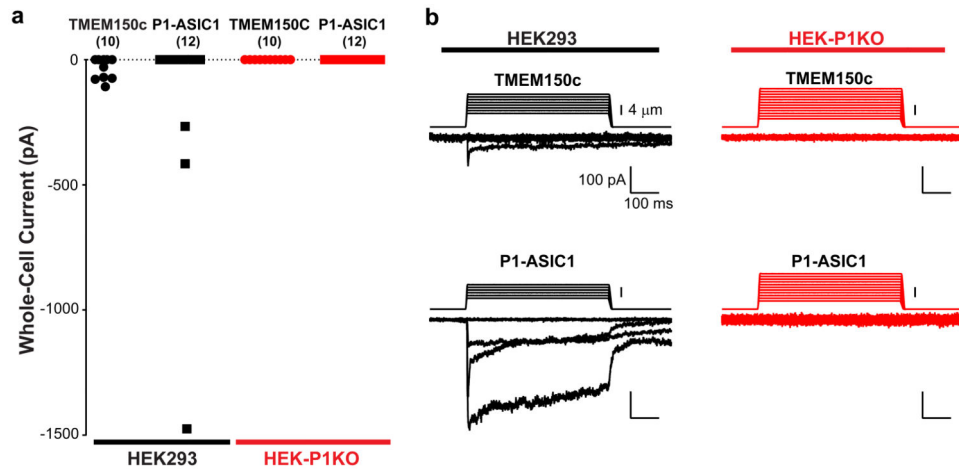 a
TMEM150c P1-ASIC1 TMEM150C P1-ASIC1
(10) (12) (10) (12)
0
-500
-1000
-1500
Whole-Cell Current (pA)
HEK293 HEK-P1KO
b
HEK293 HEK-P1KO
TMEM150c TMEM150c
4 μm
100 pA
100 ms
P1-ASIC1 P1-ASIC1